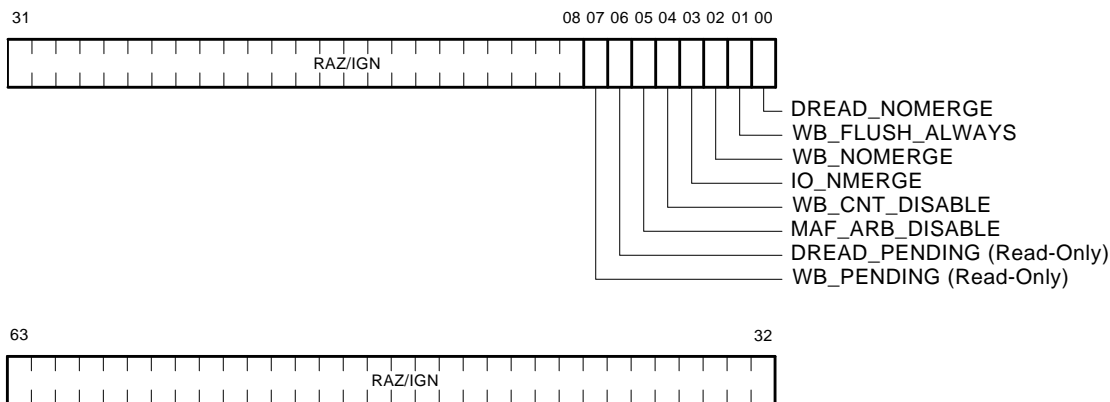 31 08 07 06 05 04 03 02 01 00
RAZ/IGN
DREAD_NOMERGE
WB_FLUSH_ALWAYS
WB_NOMERGE
IO_NMERGE
WB_CNT_DISABLE
MAF_ARB_DISABLE
DREAD_PENDING (Read-Only)
WB_PENDING (Read-Only)
63 32
RAZ/IGN